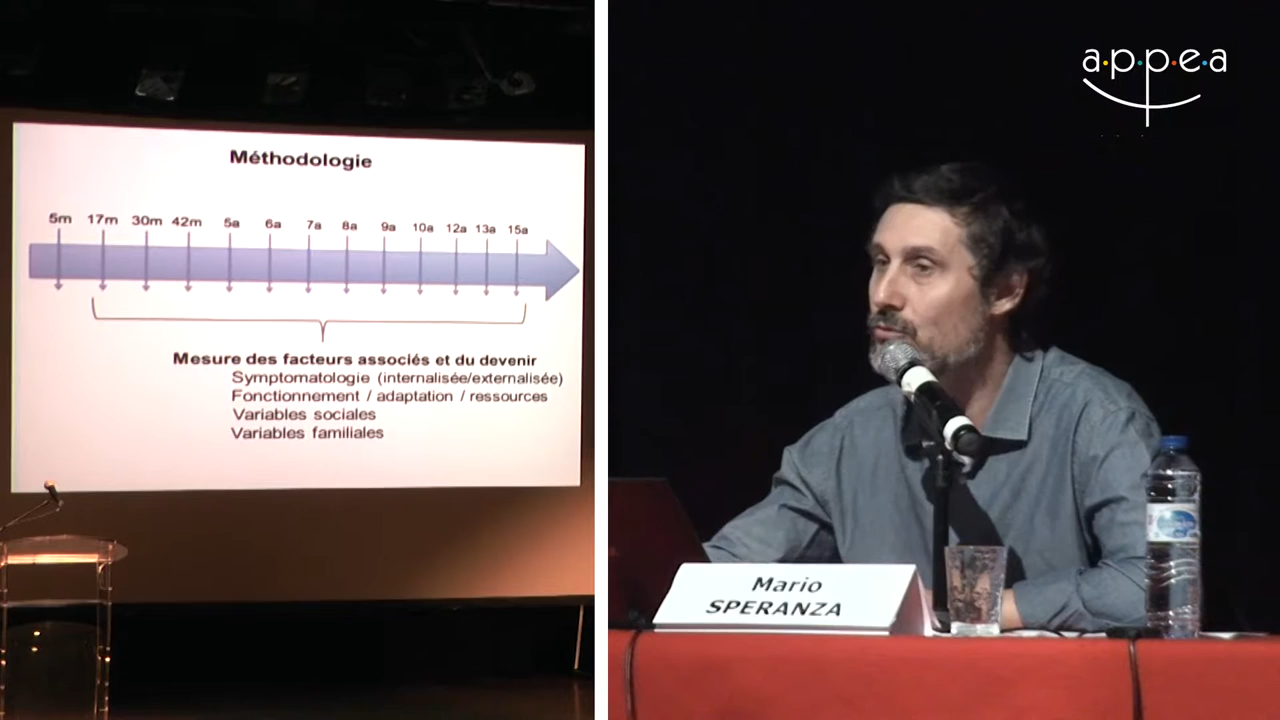 Méthodologie
5m 17m 30m 42m 5a 6a 7a 8a 9a 10a 12a 13a 15a
Mesure des facteurs associés et du devenir
Symptomatologie (internalisée/externalisée)
Fonctionnement / adaptation / ressources
Variables sociales
Variables familiales
a·p·p·e·a
Mario
SPERANZA